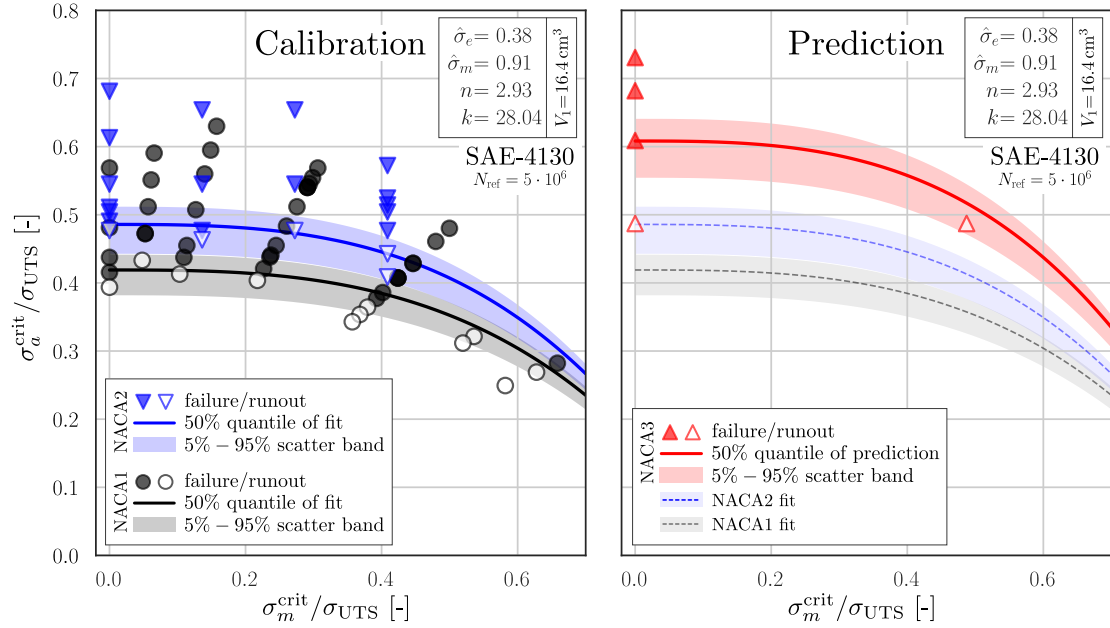 Calibration
σ̂ₑ= 0.38
σ̂ₘ= 0.91
n= 2.93
k= 28.04
V₁=16.4 cm³
SAE-4130
N_ref = 5 · 10⁶
0.8
0.7
0.6
0.5
0.4
0.3
0.2
0.1
0.0
σₐ^crit/σ_UTS [-]
NACA2
failure/runout
50% quantile of fit
5% − 95% scatter band
NACA1
failure/runout
50% quantile of fit
5% − 95% scatter band
0.0 0.2 0.4 0.6
σₘ^crit/σ_UTS [-]
Prediction
σ̂ₑ= 0.38
σ̂ₘ= 0.91
n= 2.93
k= 28.04
V₁=16.4 cm³
SAE-4130
N_ref = 5 · 10⁶
NACA3
failure/runout
50% quantile of prediction
5% − 95% scatter band
NACA2 fit
NACA1 fit
0.0 0.2 0.4 0.6
σₘ^crit/σ_UTS [-]